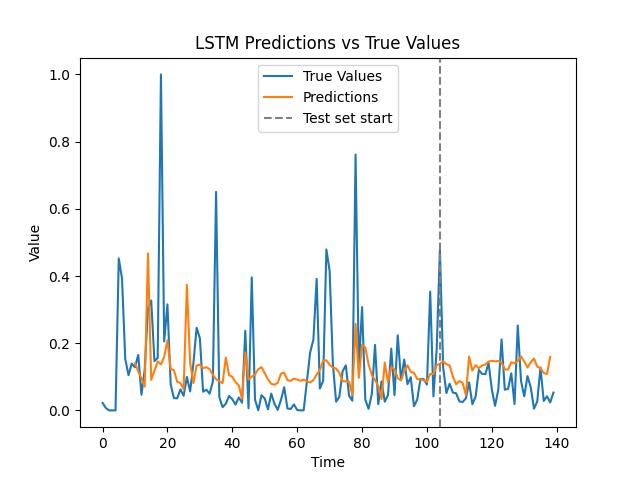 LSTM Predictions vs True Values
True Values
Predictions
Test set start
Value
1.0
0.8
0.6
0.4
0.2
0.0
0 20 40 60 80 100 120 140
Time